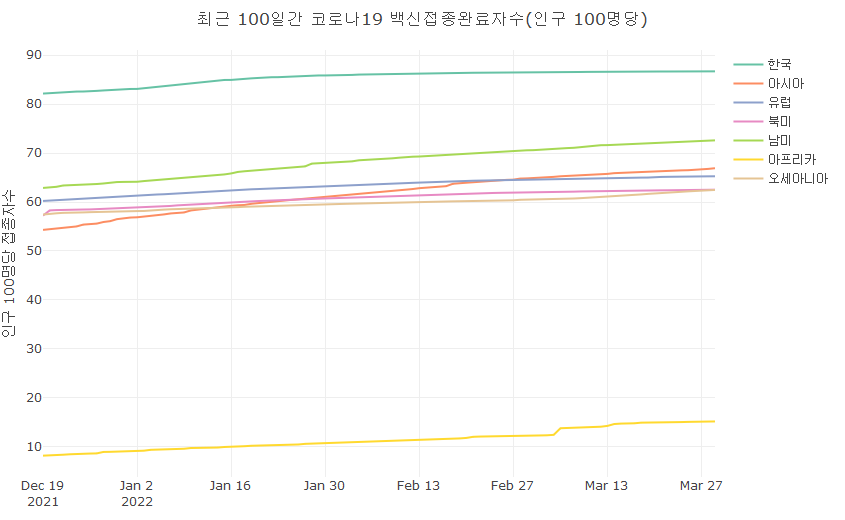 최근 100일간 코로나19 백신접종완료자수(인구 100명당)
인구 100명당 접종자수
90
80
70
60
50
40
30
20
10
Dec 19
2021
Jan 2
2022
Jan 16
Jan 30
Feb 13
Feb 27
Mar 13
Mar 27
한국
아시아
유럽
북미
남미
아프리카
오세아니아